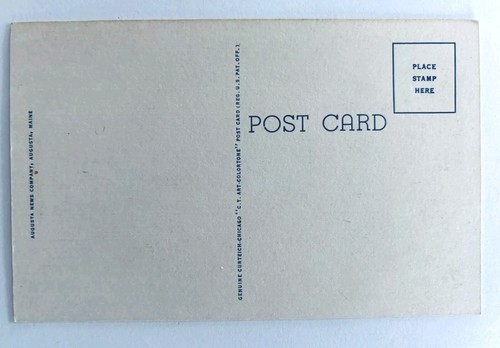 AUGUSTA NEWS COMPANY, AUGUSTA, MAINE
GENUINE CURTEICH-CHICAGO "C. T. ART-COLORTONE" POST CARD (REG. U. S. PAT. OFF.)
POST CARD
PLACE
STAMP
HERE